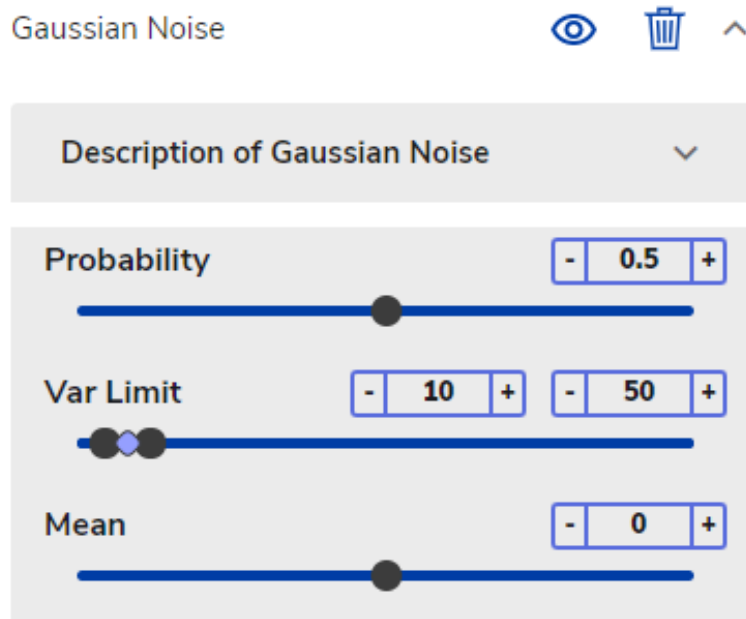 Gaussian Noise
Description of Gaussian Noise
Probability - 0.5 +
Var Limit - 10 + - 50 +
Mean - 0 +